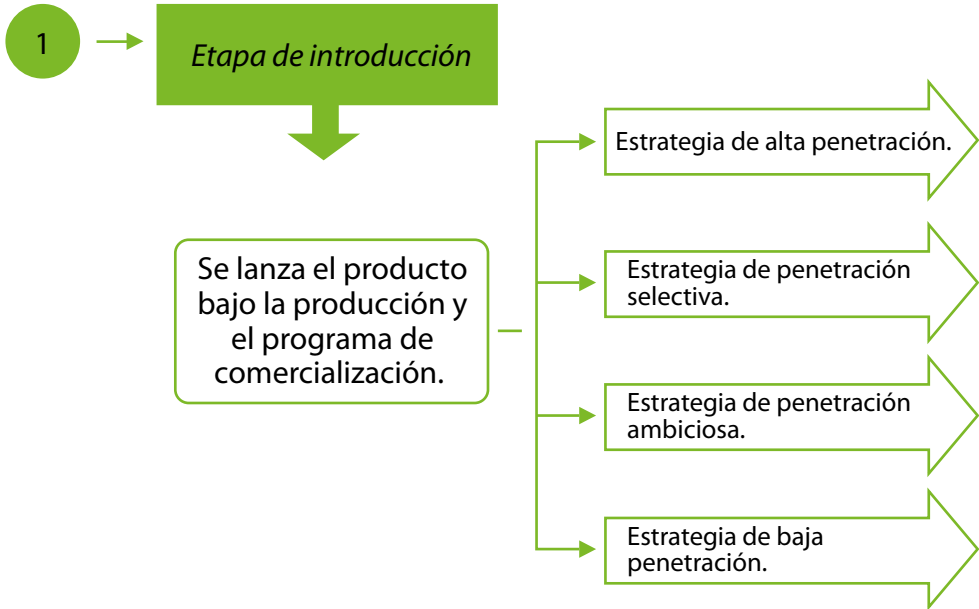 1
Etapa de introducción
Se lanza el producto
bajo la producción y
el programa de
comercialización.
Estrategia de alta penetración.
Estrategia de penetración
selectiva.
Estrategia de penetración
ambiciosa.
Estrategia de baja
penetración.